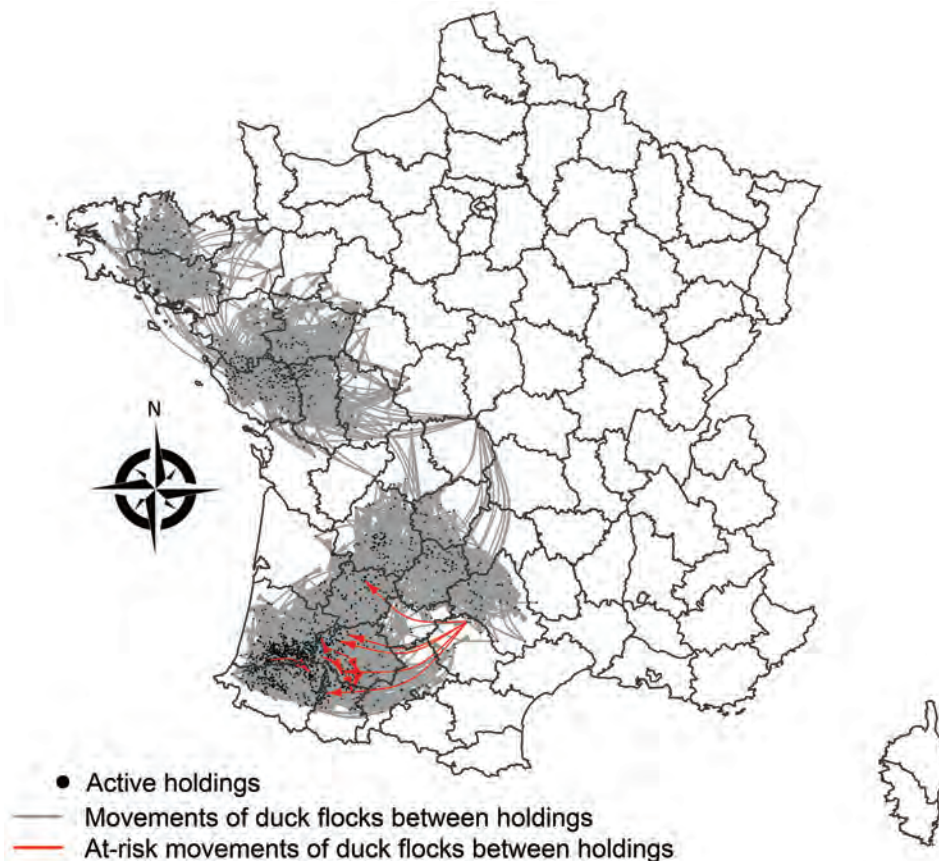 N
Active holdings
Movements of duck flocks between holdings
At-risk movements of duck flocks between holdings